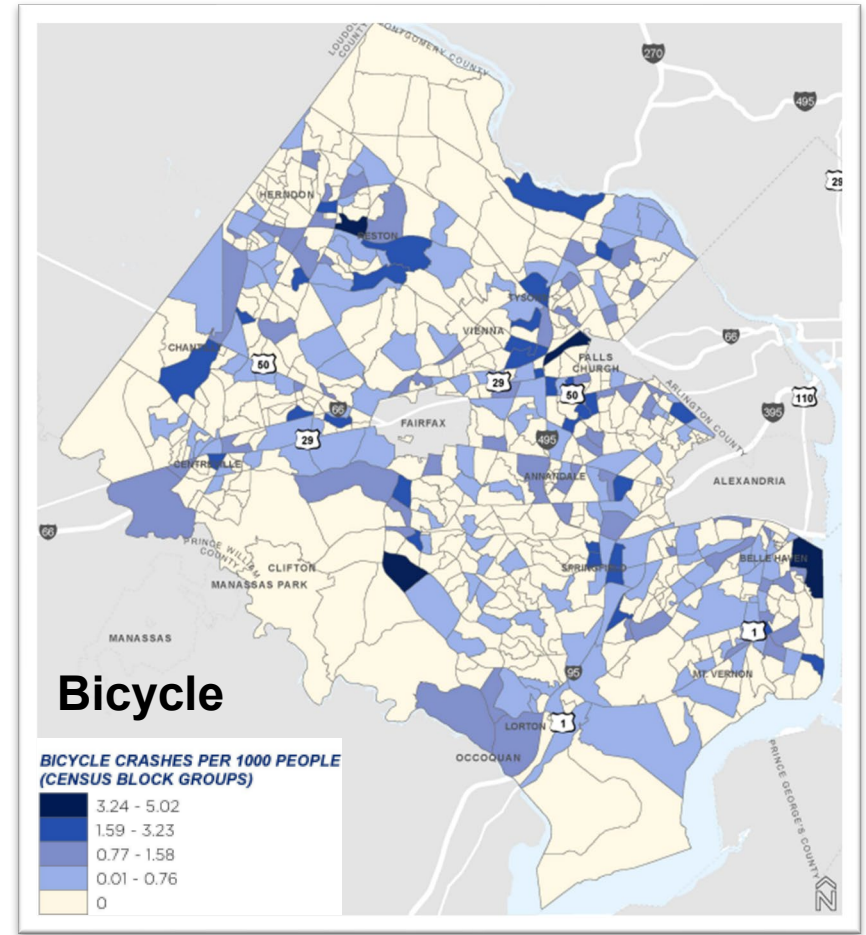 LOUDOUN
COUNTY
MONTGOMERY COUNTY
270
495
29
HERNDON
RESTON
TYSONS
VIENNA
CHANT
50
FALLS
CHURCH
66
29
50
ARLINGTON COUNTY
110
395
66
FAIRFAX
29
495
CENTREVILLE
ANNANDALE
ALEXANDRIA
66
PRINCE WILLIAM
COUNTY
CLIFTON
MANASSAS PARK
SPRINGFIELD
BELLE HAVEN
MANASSAS
1
95
MT. VERNON
Bicycle
LORTON
1
OCCOQUAN
PRINCE GEORGE'S COUNTY
BICYCLE CRASHES PER 1000 PEOPLE
(CENSUS BLOCK GROUPS)
3.24 - 5.02
1.59 - 3.23
0.77 - 1.58
0.01 - 0.76
0
N